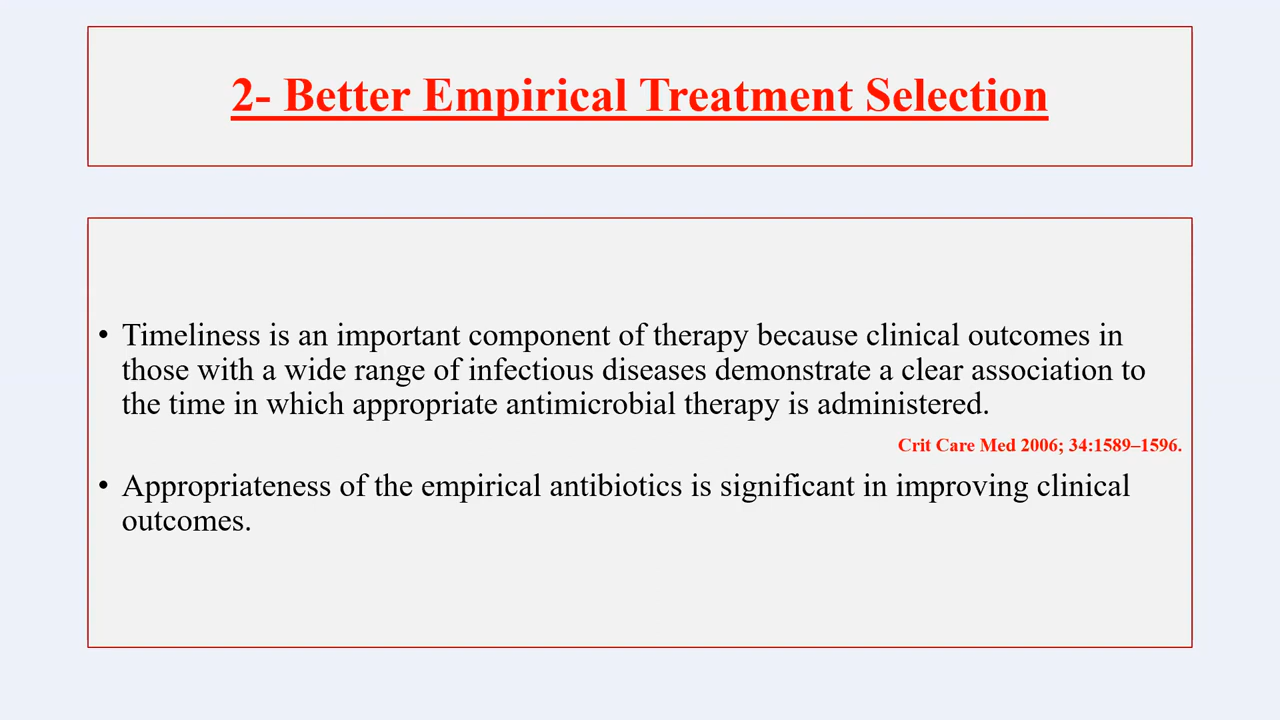 2- Better Empirical Treatment Selection
• Timeliness is an important component of therapy because clinical outcomes in
those with a wide range of infectious diseases demonstrate a clear association to
the time in which appropriate antimicrobial therapy is administered.
Crit Care Med 2006; 34:1589–1596.
• Appropriateness of the empirical antibiotics is significant in improving clinical
outcomes.